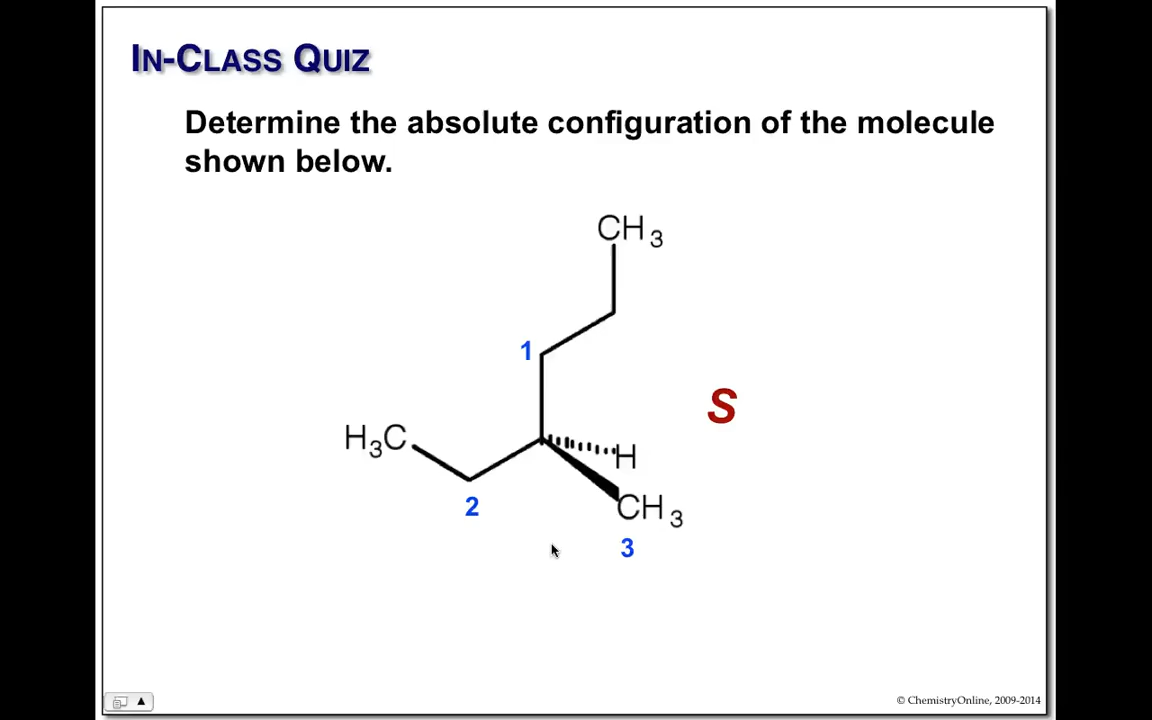 IN-CLASS QUIZ
Determine the absolute configuration of the molecule
shown below.
CH3
1
S
H3C
H
2
CH3
3
© ChemistryOnline, 2009-2014